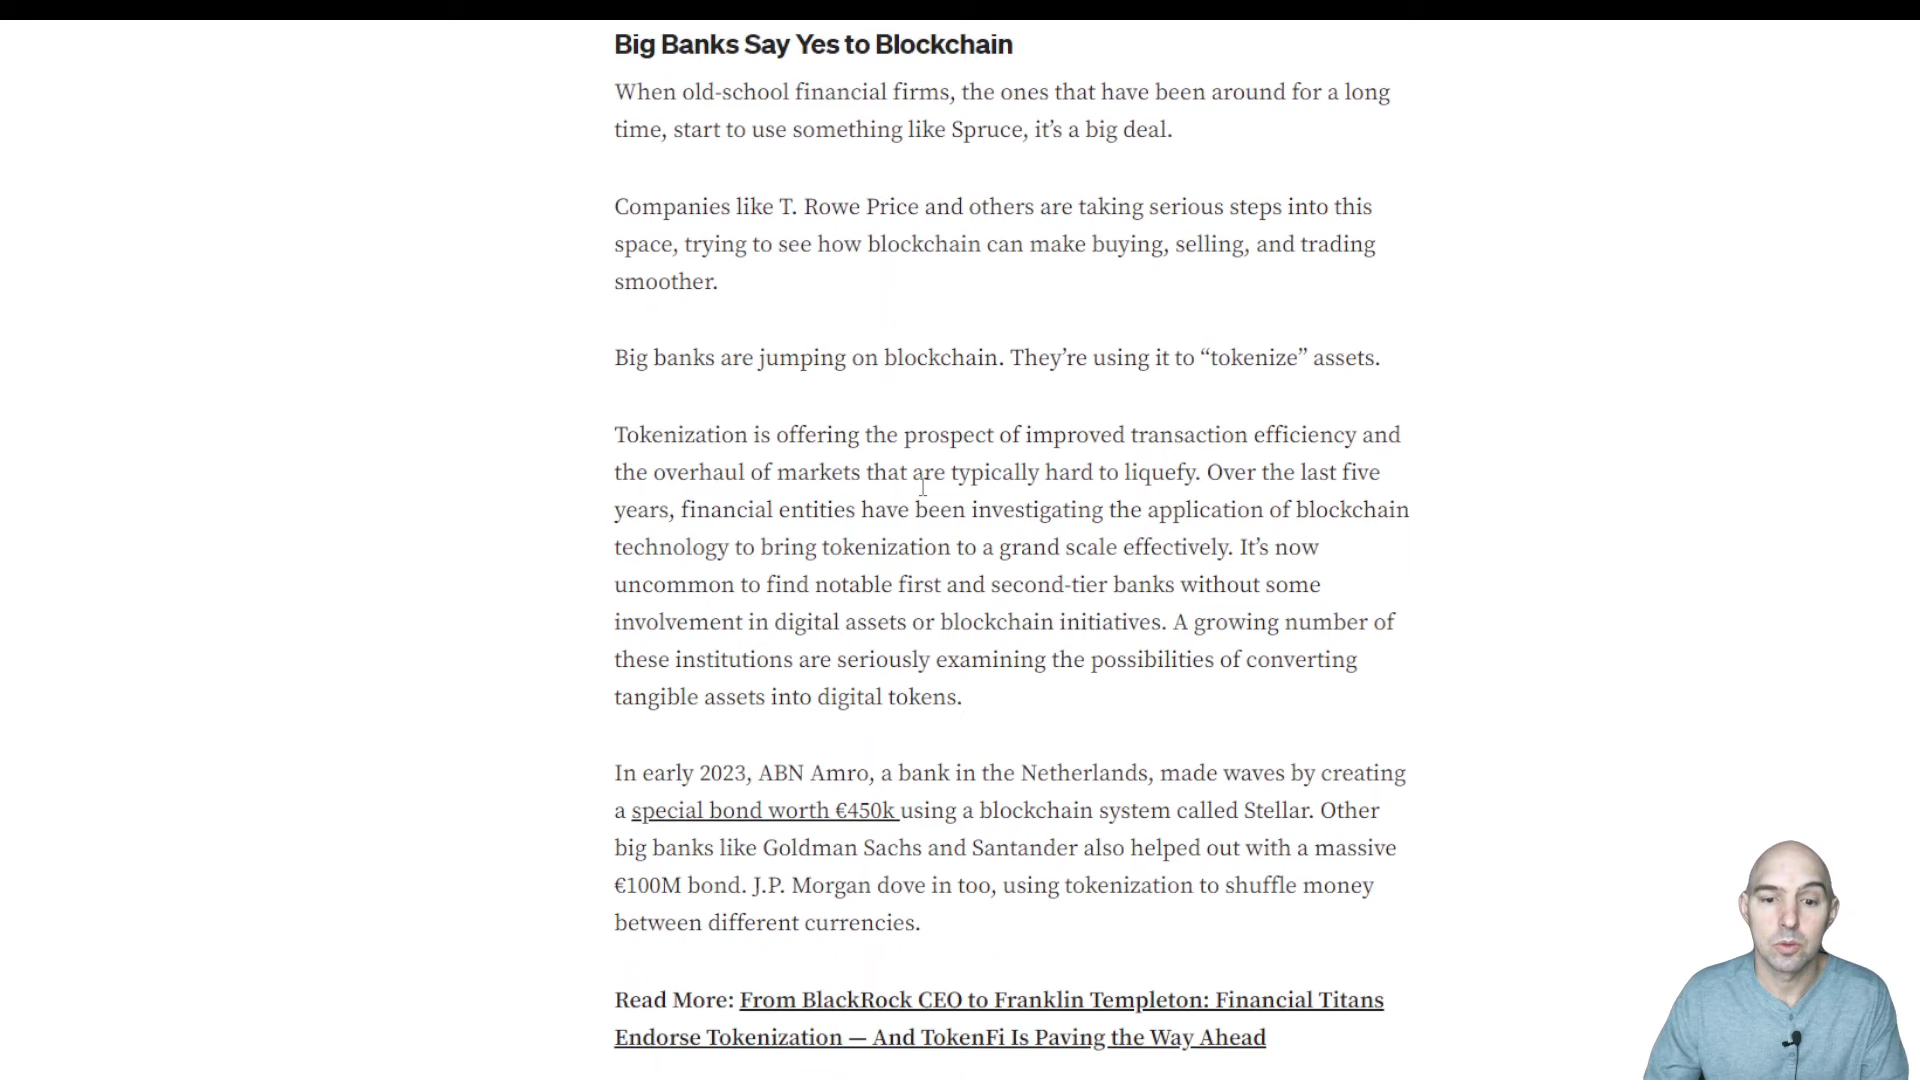 Big Banks Say Yes to Blockchain
When old-school financial firms, the ones that have been around for a long
time, start to use something like Spruce, it’s a big deal.
Companies like T. Rowe Price and others are taking serious steps into this
space, trying to see how blockchain can make buying, selling, and trading
smoother.
Big banks are jumping on blockchain. They’re using it to “tokenize” assets.
Tokenization is offering the prospect of improved transaction efficiency and
the overhaul of markets that are typically hard to liquefy. Over the last five
years, financial entities have been investigating the application of blockchain
technology to bring tokenization to a grand scale effectively. It’s now
uncommon to find notable first and second-tier banks without some
involvement in digital assets or blockchain initiatives. A growing number of
these institutions are seriously examining the possibilities of converting
tangible assets into digital tokens.
In early 2023, ABN Amro, a bank in the Netherlands, made waves by creating
a special bond worth €450k using a blockchain system called Stellar. Other
big banks like Goldman Sachs and Santander also helped out with a massive
€100M bond. J.P. Morgan dove in too, using tokenization to shuffle money
between different currencies.
Read More: From BlackRock CEO to Franklin Templeton: Financial Titans
Endorse Tokenization — And TokenFi Is Paving the Way Ahead